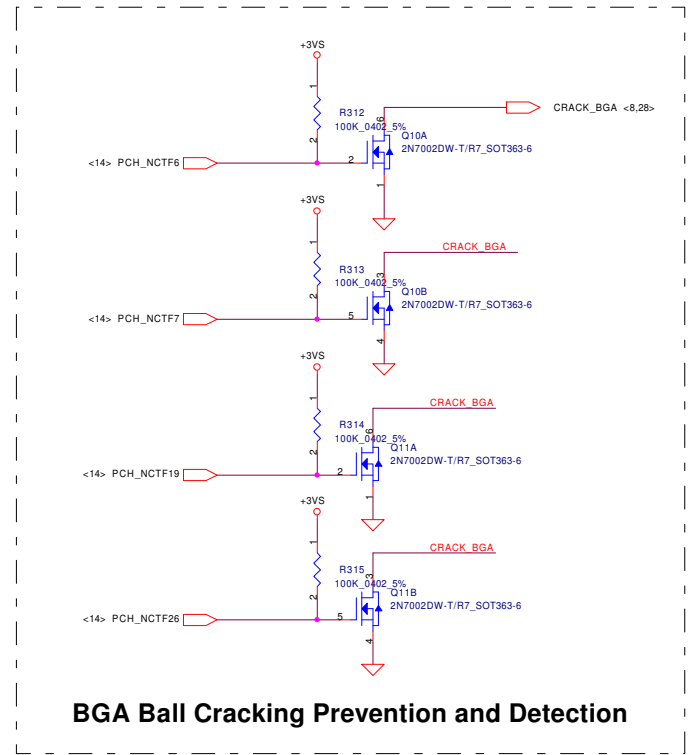 +3VS
1
R312
100K_0402_5%
2
<14> PCH_NCTF6
2
6
Q10A
2N7002DW-T/R7_SOT363-6
1
CRACK_BGA <8,28>
+3VS
1
R313
100K_0402_5%
2
<14> PCH_NCTF7
5
CRACK_BGA
3
Q10B
2N7002DW-T/R7_SOT363-6
4
+3VS
1
R314
100K_0402_5%
2
<14> PCH_NCTF19
2
CRACK_BGA
6
Q11A
2N7002DW-T/R7_SOT363-6
1
+3VS
1
R315
100K_0402_5%
2
<14> PCH_NCTF26
5
CRACK_BGA
3
Q11B
2N7002DW-T/R7_SOT363-6
4
BGA Ball Cracking Prevention and Detection